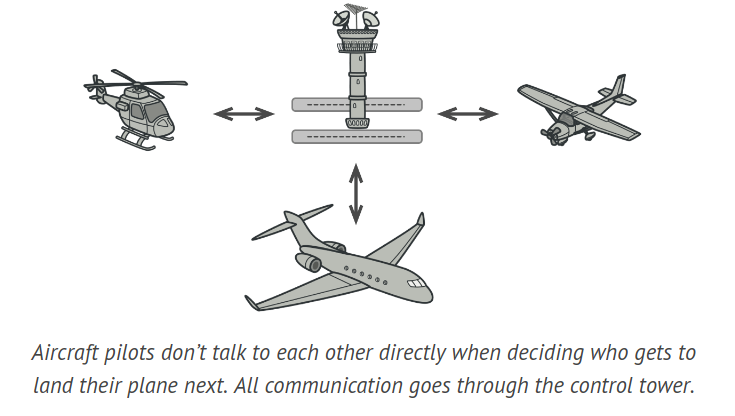 Aircraft pilots don’t talk to each other directly when deciding who gets to
land their plane next. All communication goes through the control tower.